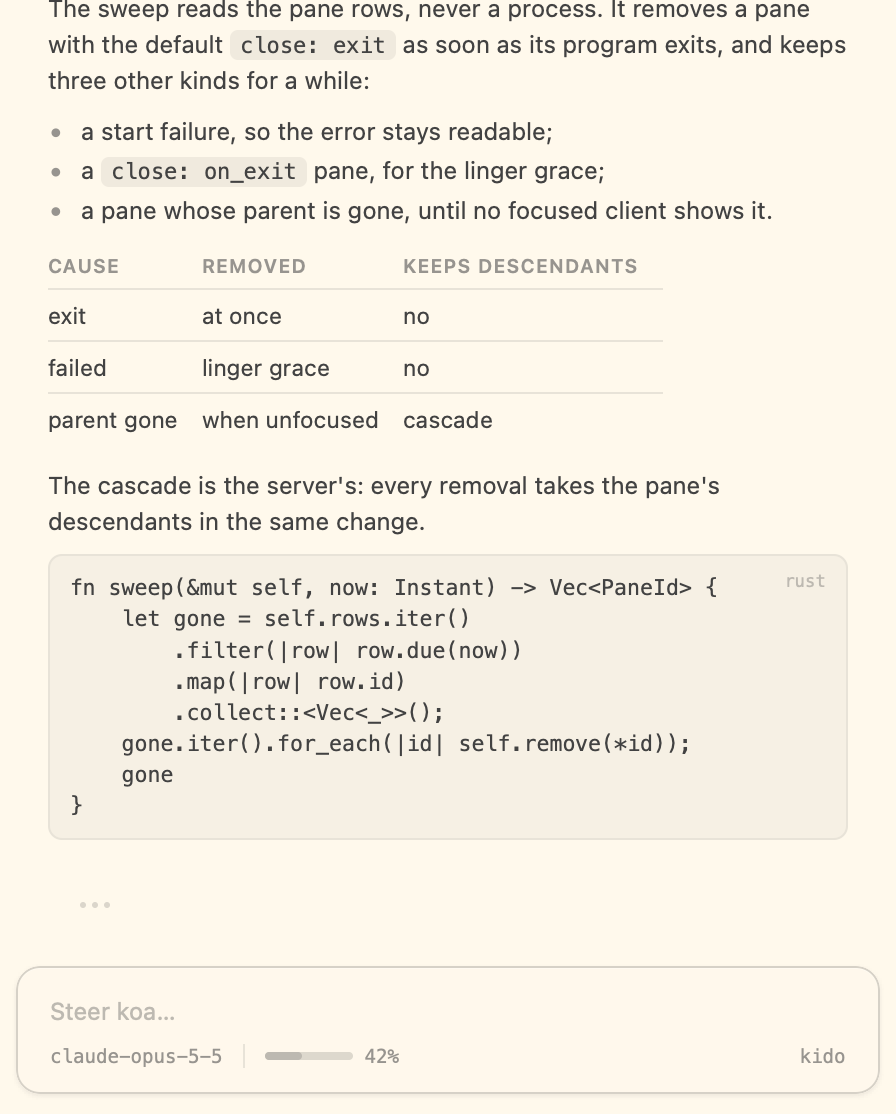 The sweep reads the pane rows, never a process. It removes a pane
with the default close: exit as soon as its program exits, and keeps
three other kinds for a while:
a start failure, so the error stays readable;
a close: on_exit pane, for the linger grace;
a pane whose parent is gone, until no focused client shows it.
CAUSE REMOVED KEEPS DESCENDANTS
exit at once no
failed linger grace no
parent gone when unfocused cascade
The cascade is the server's: every removal takes the pane's
descendants in the same change.
rust
fn sweep(&mut self, now: Instant) -> Vec<PaneId> {
    let gone = self.rows.iter()
        .filter(|row| row.due(now))
        .map(|row| row.id)
        .collect::<Vec<_>>();
    gone.iter().for_each(|id| self.remove(*id));
    gone
}
Steer koa...
claude-opus-5-5 42% kido